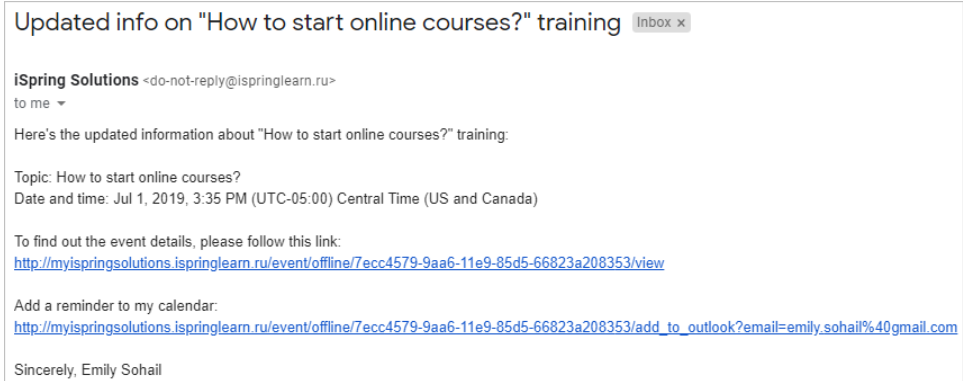 Updated info on "How to start online courses?" training Inbox x
iSpring Solutions <do-not-reply@ispringlearn.ru>
to me
Here's the updated information about "How to start online courses?" training:
Topic: How to start online courses?
Date and time: Jul 1, 2019, 3:35 PM (UTC-05:00) Central Time (US and Canada)
To find out the event details, please follow this link:
http://myispringsolutions.ispringlearn.ru/event/offline/7ecc4579-9aa6-11e9-85d5-66823a208353/view
Add a reminder to my calendar:
http://myispringsolutions.ispringlearn.ru/event/offline/7ecc4579-9aa6-11e9-85d5-66823a208353/add_to_outlook?email=emily.sohail%40gmail.com
Sincerely, Emily Sohail